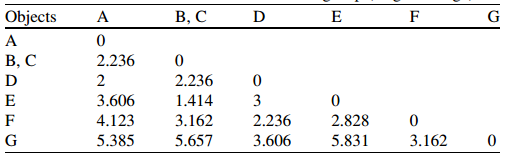 Objects A B, C D E F G
A 0
B, C 2.236 0
D 2 2.236 0
E 3.606 1.414 3 0
F 4.123 3.162 2.236 2.828 0
G 5.385 5.657 3.606 5.831 3.162 0